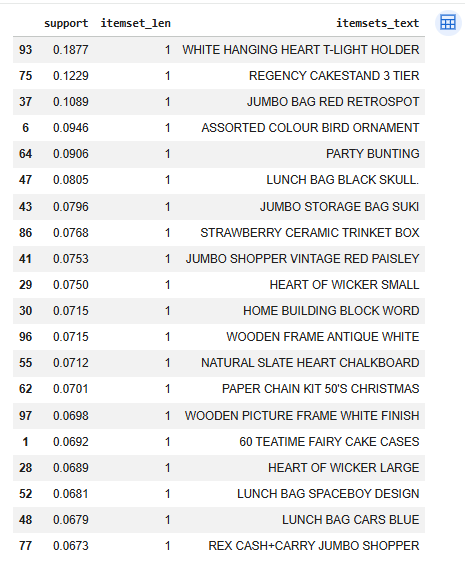 support itemset_len itemsets_text
93 0.1877 1 WHITE HANGING HEART T-LIGHT HOLDER
75 0.1229 1 REGENCY CAKESTAND 3 TIER
37 0.1089 1 JUMBO BAG RED RETROSPOT
6 0.0946 1 ASSORTED COLOUR BIRD ORNAMENT
64 0.0906 1 PARTY BUNTING
47 0.0805 1 LUNCH BAG BLACK SKULL.
43 0.0796 1 JUMBO STORAGE BAG SUKI
86 0.0768 1 STRAWBERRY CERAMIC TRINKET BOX
41 0.0753 1 JUMBO SHOPPER VINTAGE RED PAISLEY
29 0.0750 1 HEART OF WICKER SMALL
30 0.0715 1 HOME BUILDING BLOCK WORD
96 0.0715 1 WOODEN FRAME ANTIQUE WHITE
55 0.0712 1 NATURAL SLATE HEART CHALKBOARD
62 0.0701 1 PAPER CHAIN KIT 50'S CHRISTMAS
97 0.0698 1 WOODEN PICTURE FRAME WHITE FINISH
1 0.0692 1 60 TEATIME FAIRY CAKE CASES
28 0.0689 1 HEART OF WICKER LARGE
52 0.0681 1 LUNCH BAG SPACEBOY DESIGN
48 0.0679 1 LUNCH BAG CARS BLUE
77 0.0673 1 REX CASH+CARRY JUMBO SHOPPER